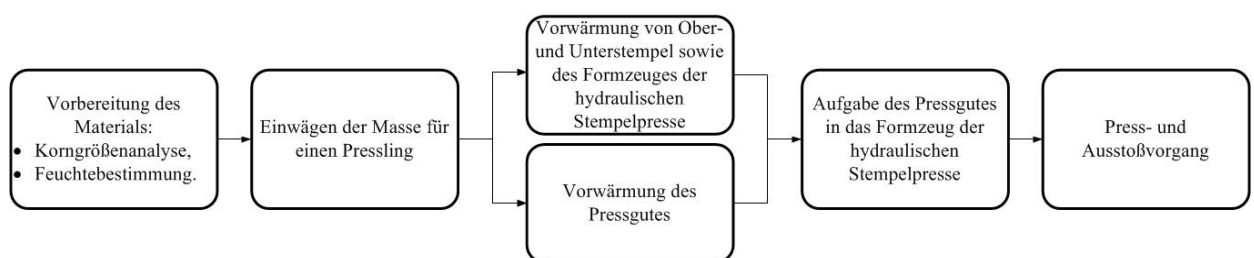 Vorbereitung des
Materials:
• Korngrößenanalyse,
• Feuchtebestimmung.
Einwägen der Masse für
einen Pressling
Vorwärmung von Ober-
und Unterstempel sowie
des Formzeuges der
hydraulischen
Stempelpresse
Vorwärmung des
Pressgutes
Aufgabe des Pressgutes
in das Formzeug der
hydraulischen
Stempelpresse
Press- und
Ausstoßvorgang